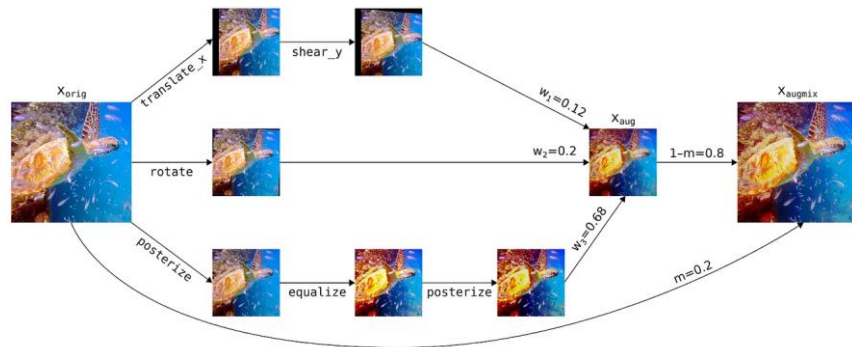 translate_x
shear_y
w₁=0.12
x_orig
x_aug
x_augmix
rotate
w₂=0.2
1−m=0.8
posterize
equalize
posterize
w₃=0.68
m=0.2